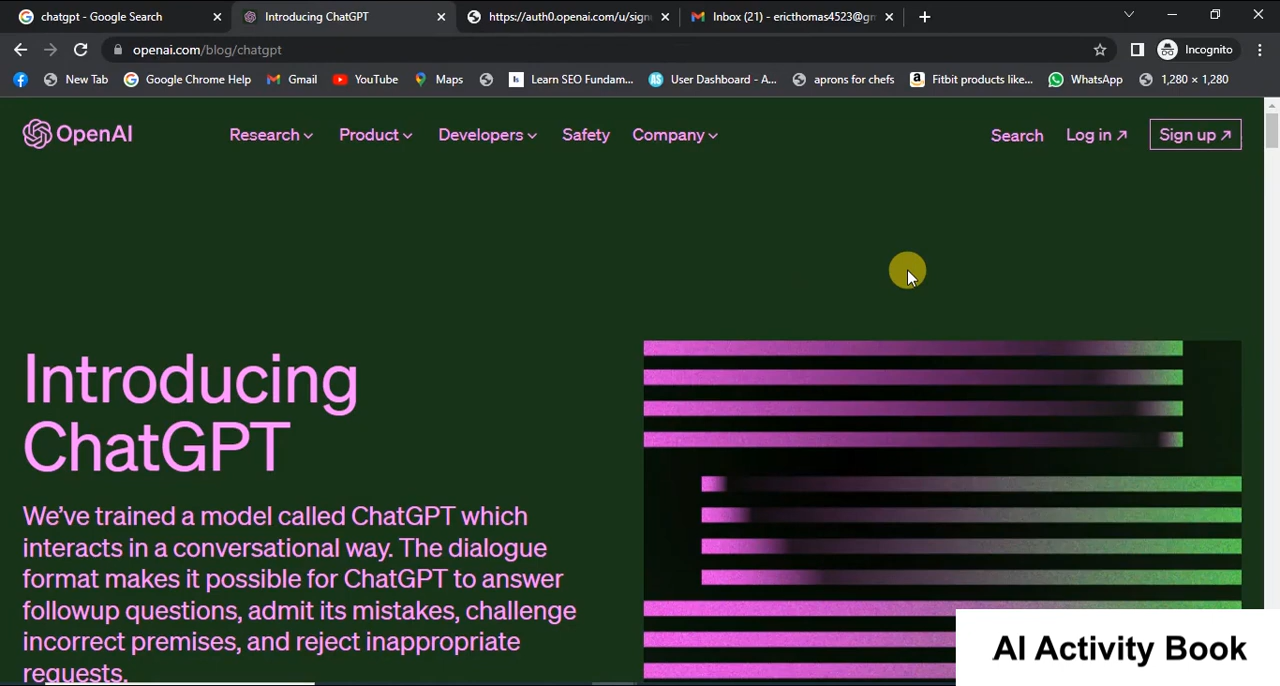 chatgpt - Google Search
Introducing ChatGPT
https://auth0.openai.com/u/sign
Inbox (21) - ericthomas4523@gm
openai.com/blog/chatgpt
Incognito
New Tab
Google Chrome Help
Gmail
YouTube
Maps
Learn SEO Fundam...
User Dashboard - A...
aprons for chefs
Fitbit products like...
WhatsApp
1,280 × 1,280
OpenAI
Research
Product
Developers
Safety
Company
Search
Log in
Sign up
Introducing
ChatGPT
We've trained a model called ChatGPT which
interacts in a conversational way. The dialogue
format makes it possible for ChatGPT to answer
followup questions, admit its mistakes, challenge
incorrect premises, and reject inappropriate
requests.
AI Activity Book